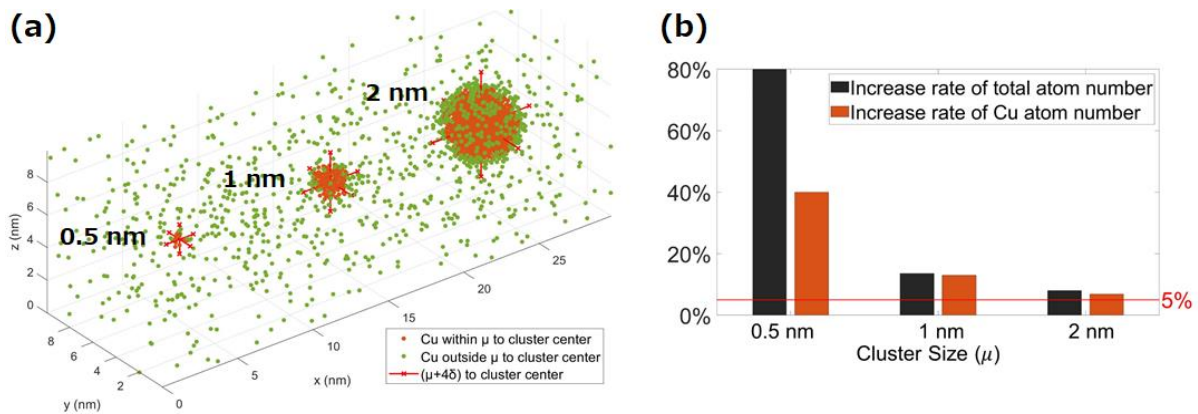 (a)
2 nm
1 nm
0.5 nm
z (nm)
8
6
4
2
0
y (nm)
8
6
4
2
0
x (nm)
5
10
15
20
25
Cu within μ to cluster center
Cu outside μ to cluster center
(μ+4δ) to cluster center
(b)
80%
60%
40%
20%
0%
Increase rate of total atom number
Increase rate of Cu atom number
5%
0.5 nm
1 nm
2 nm
Cluster Size (μ)